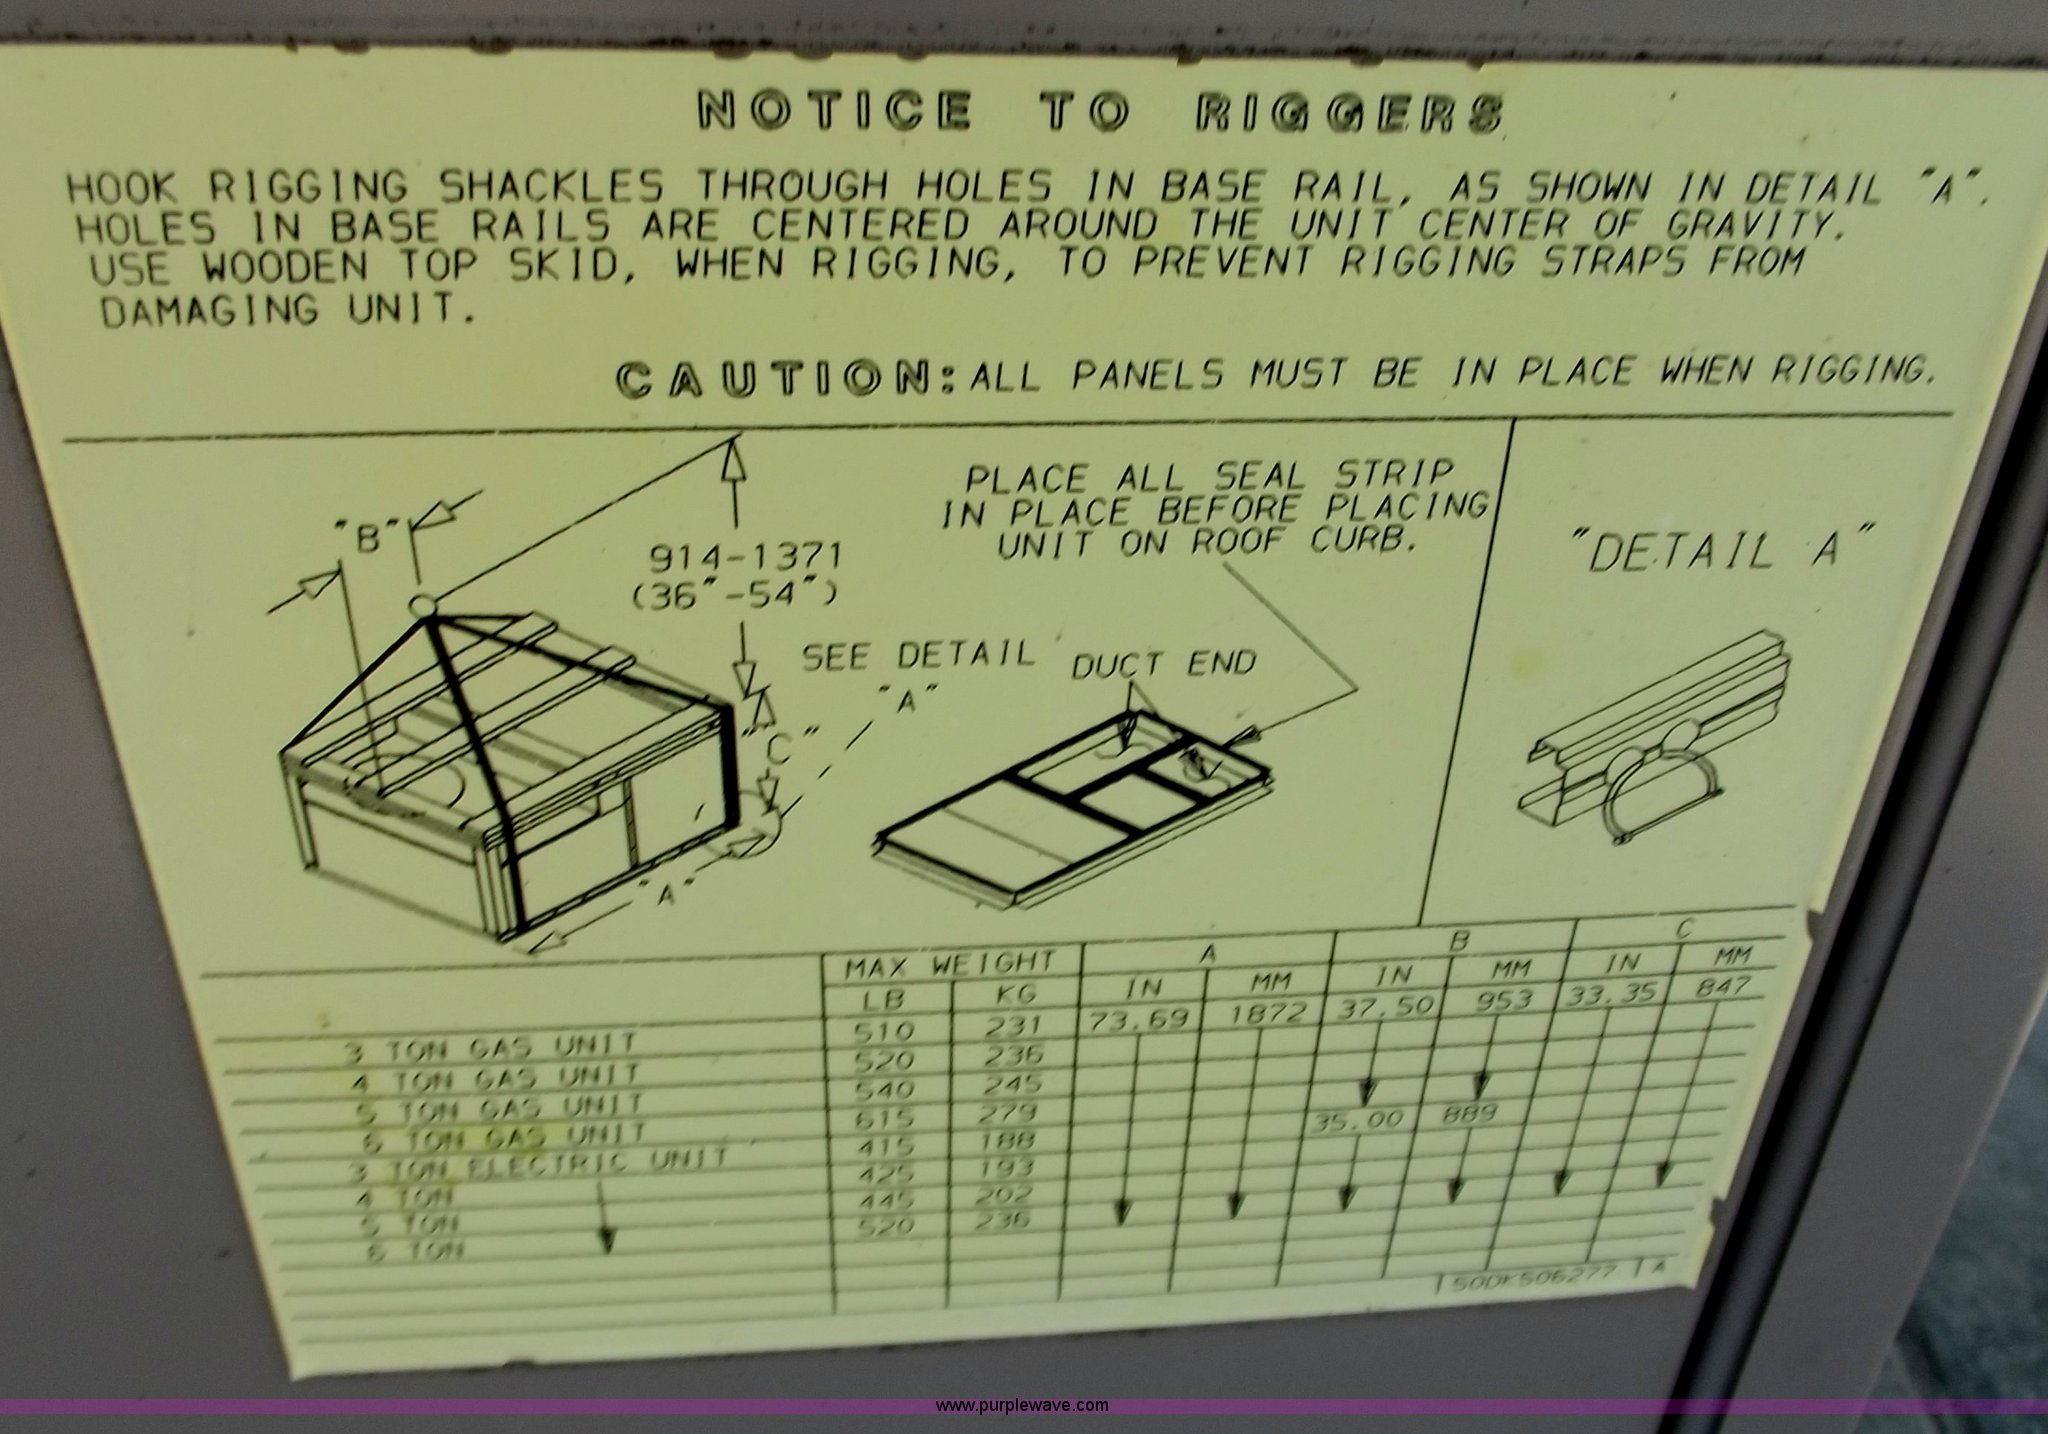 NOTICE TO RIGGERS
HOOK RIGGING SHACKLES THROUGH HOLES IN BASE RAIL, AS SHOWN IN DETAIL "A".
HOLES IN BASE RAILS ARE CENTERED AROUND THE UNIT CENTER OF GRAVITY.
USE WOODEN TOP SKID, WHEN RIGGING, TO PREVENT RIGGING STRAPS FROM
DAMAGING UNIT.
CAUTION: ALL PANELS MUST BE IN PLACE WHEN RIGGING.
"B"
914-1371
(36"-54")
SEE DETAIL
"A"
"C"
"A"
PLACE ALL SEAL STRIP
IN PLACE BEFORE PLACING
UNIT ON ROOF CURB.
DUCT END
"DETAIL A"
MAX WEIGHT A B C
LB KG IN MM IN MM IN MM
3 TON GAS UNIT 510 231 73.69 1872 37.50 953 33.35 847
4 TON GAS UNIT 520 236
5 TON GAS UNIT 540 245
6 TON GAS UNIT 615 279 35.00 889
3 TON ELECTRIC UNIT 415 188
4 TON 425 193
5 TON 445 202
6 TON 520 236
50DK506277 A
www.purplewave.com